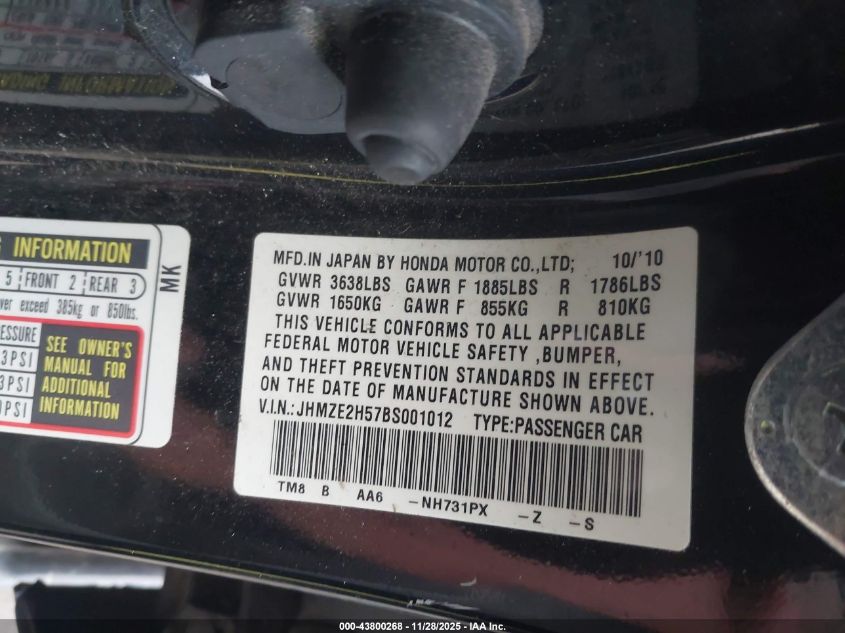 INFORMATION
5 FRONT 2 REAR 3
exceed 385kg or 850lbs.
SEE OWNER'S
MANUAL FOR
ADDITIONAL
INFORMATION
MK
MFD.IN JAPAN BY HONDA MOTOR CO.,LTD; 10/'10
GVWR 3638LBS GAWR F 1885LBS R 1786LBS
GVWR 1650KG GAWR F 855KG R 810KG
THIS VEHICLE CONFORMS TO ALL APPLICABLE
FEDERAL MOTOR VEHICLE SAFETY ,BUMPER,
AND THEFT PREVENTION STANDARDS IN EFFECT
ON THE DATE OF MANUFACTURE SHOWN ABOVE.
V.I.N.:JHMZE2H57BS001012 TYPE:PASSENGER CAR
TM8 B AA6 -NH731PX -Z -S
000-43800268 - 11/28/2025 - IAA Inc.